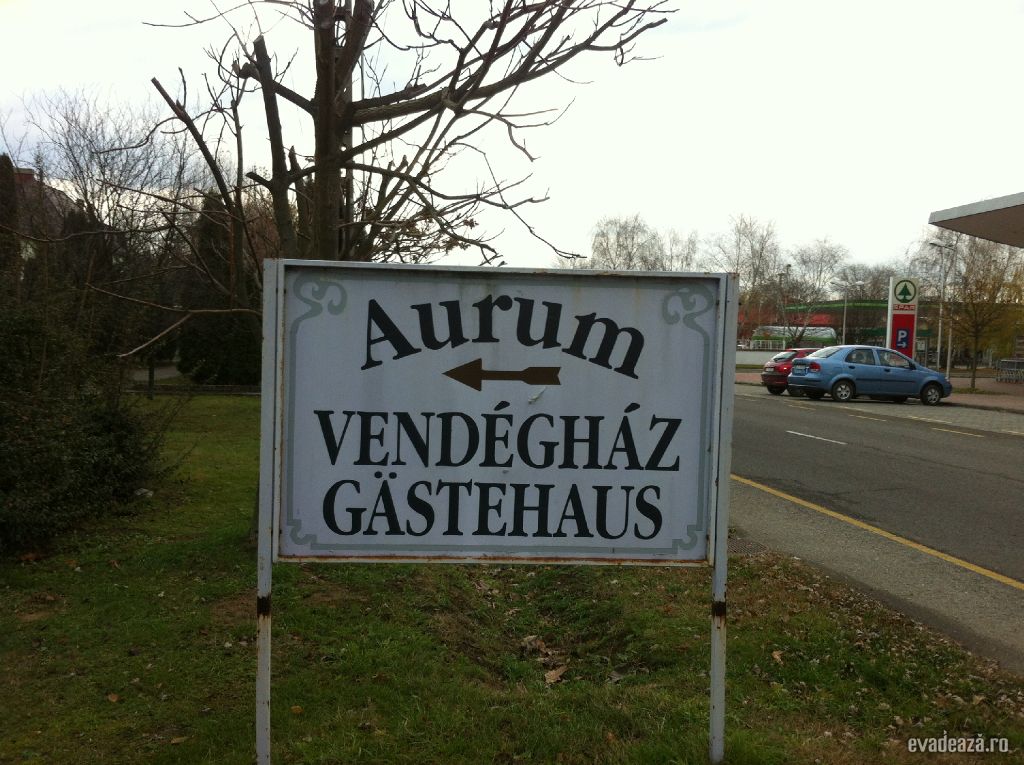 Aurum
VENDÉGHÁZ
GÄSTEHAUS
SPAR
P
evadează.ro